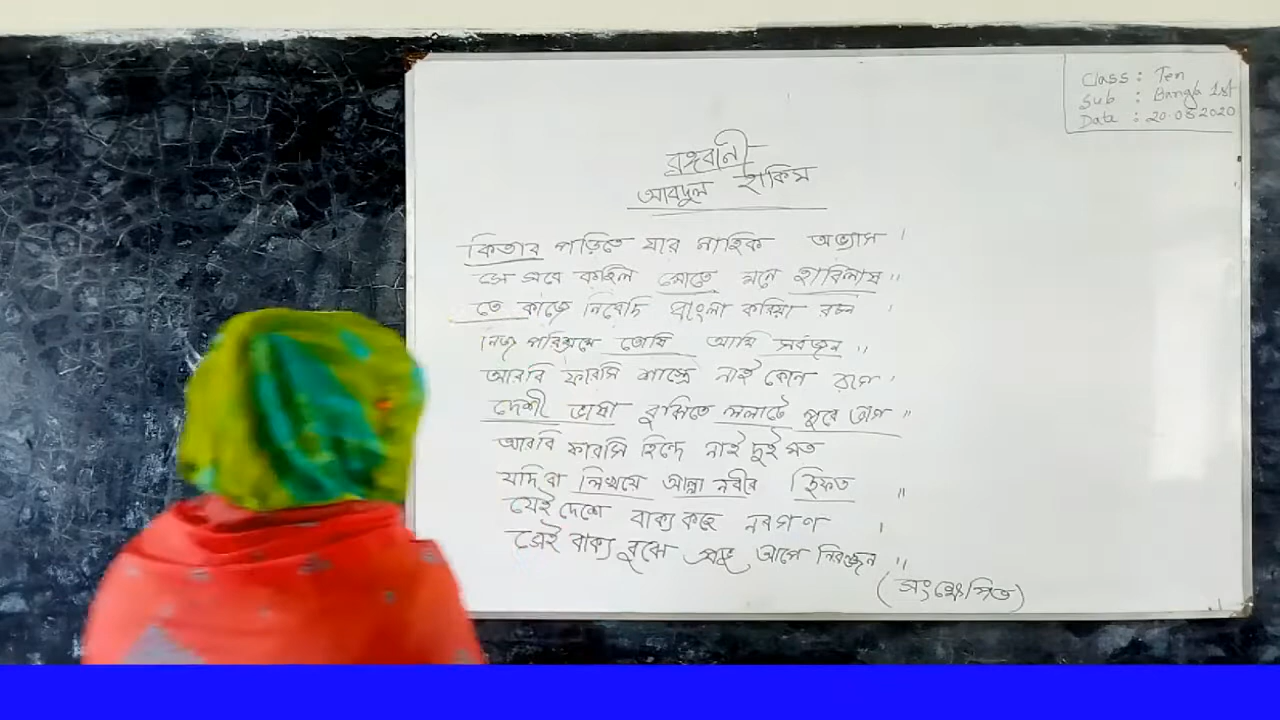 Class : Ten
Sub : Bangla 1st
Date : 20.08.2020
বঙ্গবানী
আবদুল হাকিম
কিতাব পড়িতে যার নাহিক অভ্যাস ।
সে সবে কহিল মোতে মনে হাবিলাষ ।।
তে কাজে নিবেদি বাংলা করিয়া রচন ।
নিজ পরিশ্রম তোষি আমি সর্বজন ।।
আরবি ফারসি শাস্ত্রে নাই কোন রাগ ।
দেশী ভাষা বুঝিতে ললাটে পুরে ভাগ ।।
আরবি ফারসি হিন্দে নাই দুই মত
যদি বা লিখয়ে আল্লা নবীর ছিফত ।।
যেই দেশে বাক্য কহে নরগণ ।
সেই বাক্য বুঝে প্রভু আপে নিরঞ্জন ।।
(সংক্ষেপিত)